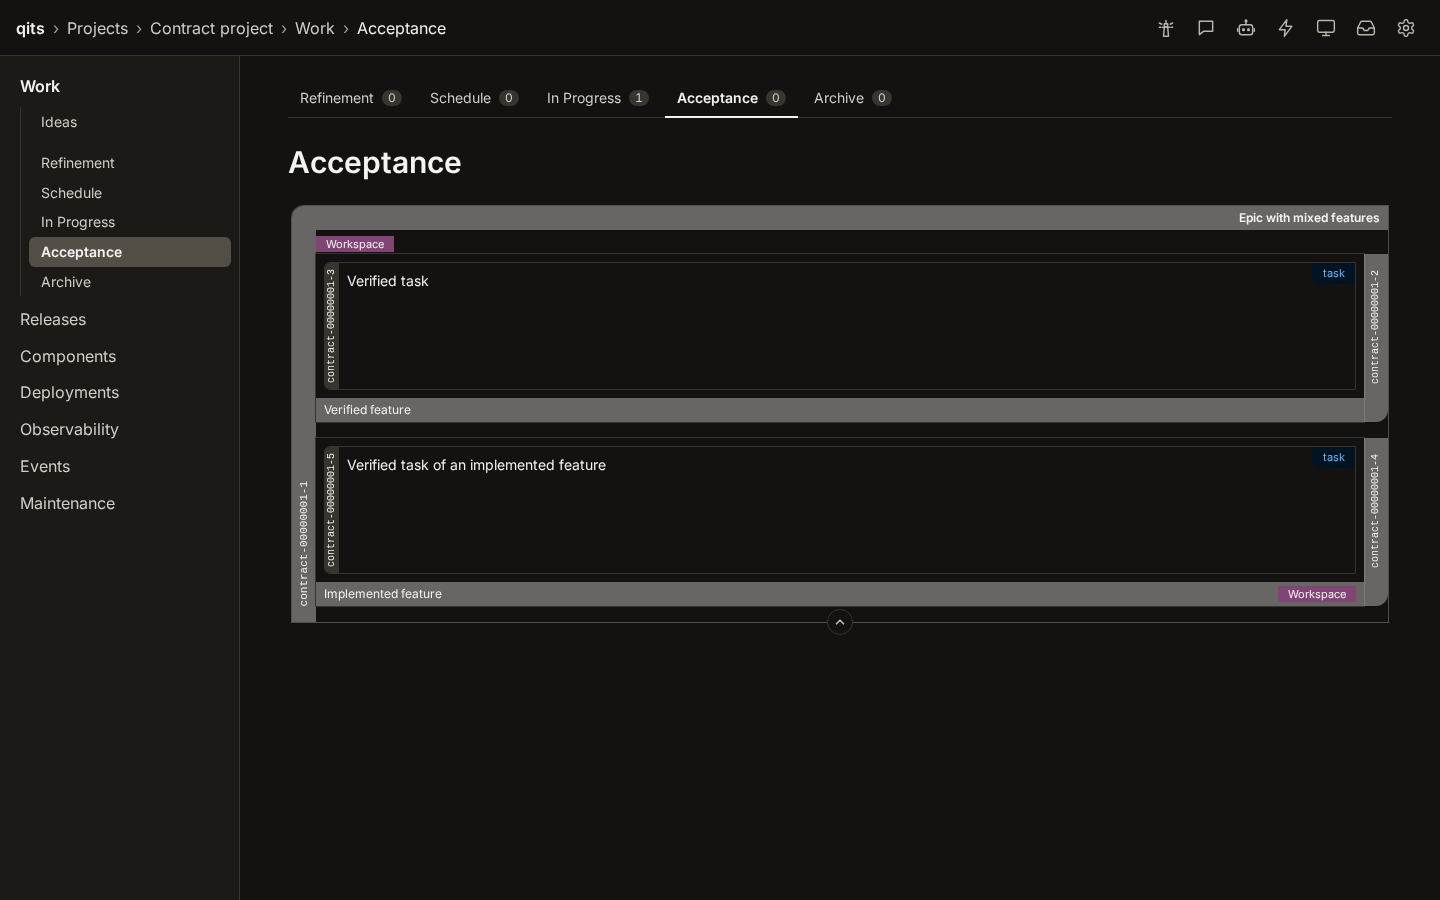 qits › Projects › Contract project › Work › Acceptance
Work
Ideas
Refinement
Schedule
In Progress
Acceptance
Archive
Releases
Components
Deployments
Observability
Events
Maintenance
Refinement 0
Schedule 0
In Progress 1
Acceptance 0
Archive 0
Acceptance
Epic with mixed features
Workspace
contract-00000001-3
Verified task
task
contract-00000001-2
Verified feature
contract-00000001-5
Verified task of an implemented feature
task
contract-00000001-4
contract-00000001-1
Implemented feature
Workspace